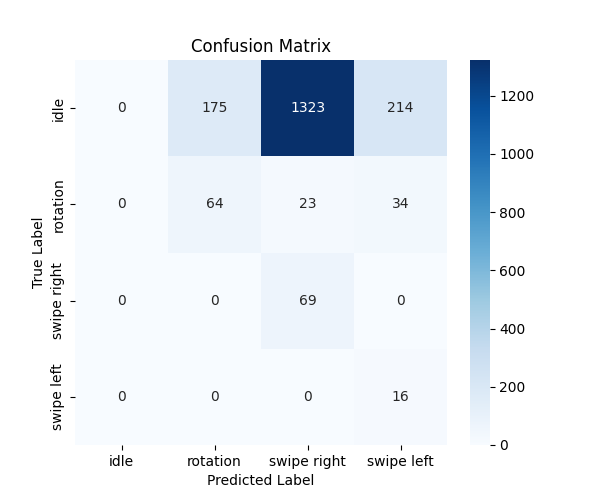 Confusion Matrix
True Label
idle
0 175 1323 214
rotation
0 64 23 34
swipe right
0 0 69 0
swipe left
0 0 0 16
idle rotation swipe right swipe left
Predicted Label
1200
1000
800
600
400
200
0